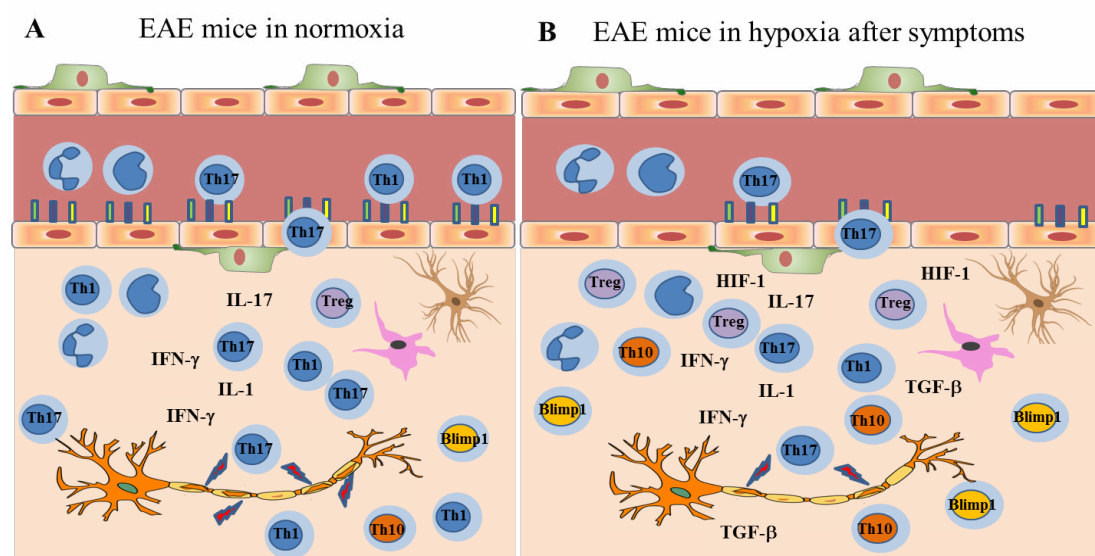 A EAE mice in normoxia
Th17
Th1
Th1
Th17
Th1
IL-17
Treg
Th17
IFN-γ
Th1
IL-1
Th17
Th17
IFN-γ
Th17
Blimp1
Th1
Th10
Th1
B EAE mice in hypoxia after symptoms
Th17
Th17
Treg
HIF-1
HIF-1
IL-17
Treg
Treg
Th10
IFN-γ
Th17
Th1
IL-1
TGF-β
Blimp1
IFN-γ
Th10
Blimp1
Th17
Blimp1
TGF-β
Th10